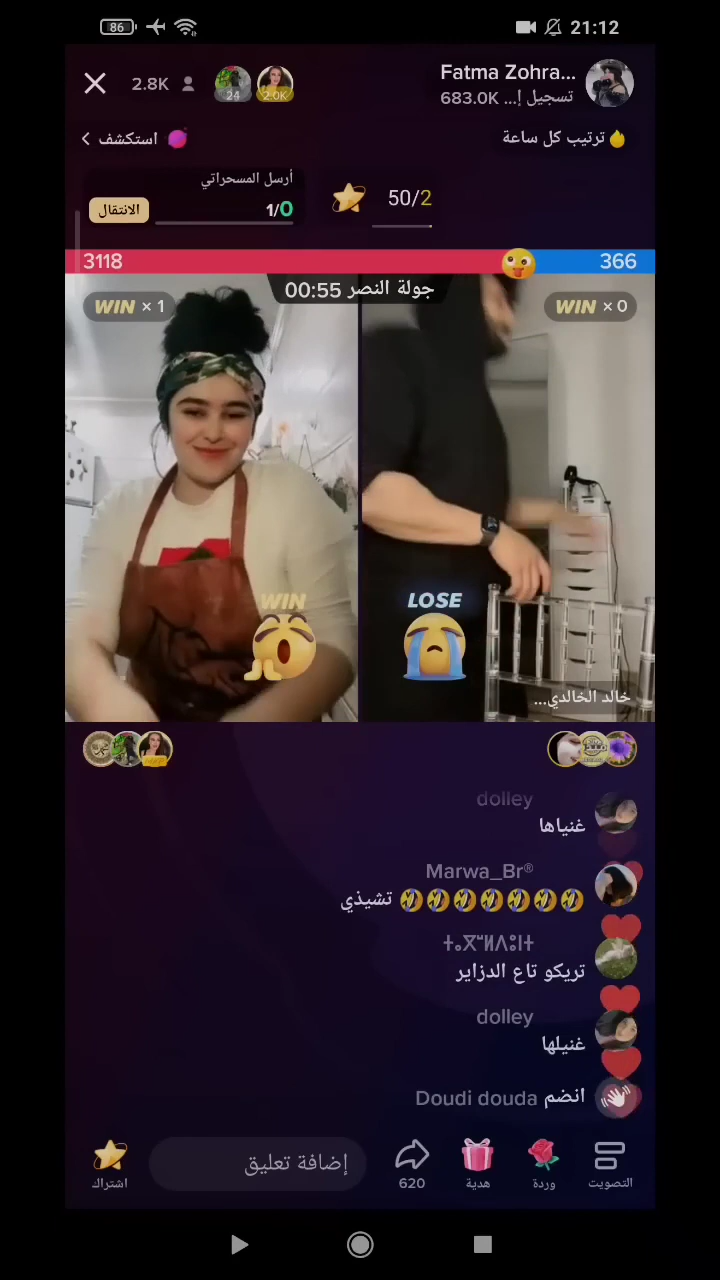 86
21:12
2.8K
24
2.0K
Fatma Zohra...
683.0K تسجيل إ...
استكشف
ترتيب كل ساعة
أرسل المسحراتي
الانتقال
1/0
50/2
3118
366
WIN × 1
جولة النصر 00:55
WIN × 0
WIN
LOSE
خالد الخالدي...
dolley
غنياها
Marwa_Br®
🤣🤣🤣🤣🤣🤣🤣 تشيذي
ⵜⴰⴳⵯⵍⴷⵓⵏⵜ
تريكو تاع الدزاير
dolley
غنيلها
Doudi douda انضم
اشتراك
إضافة تعليق
620
هدية
وردة
التصويت